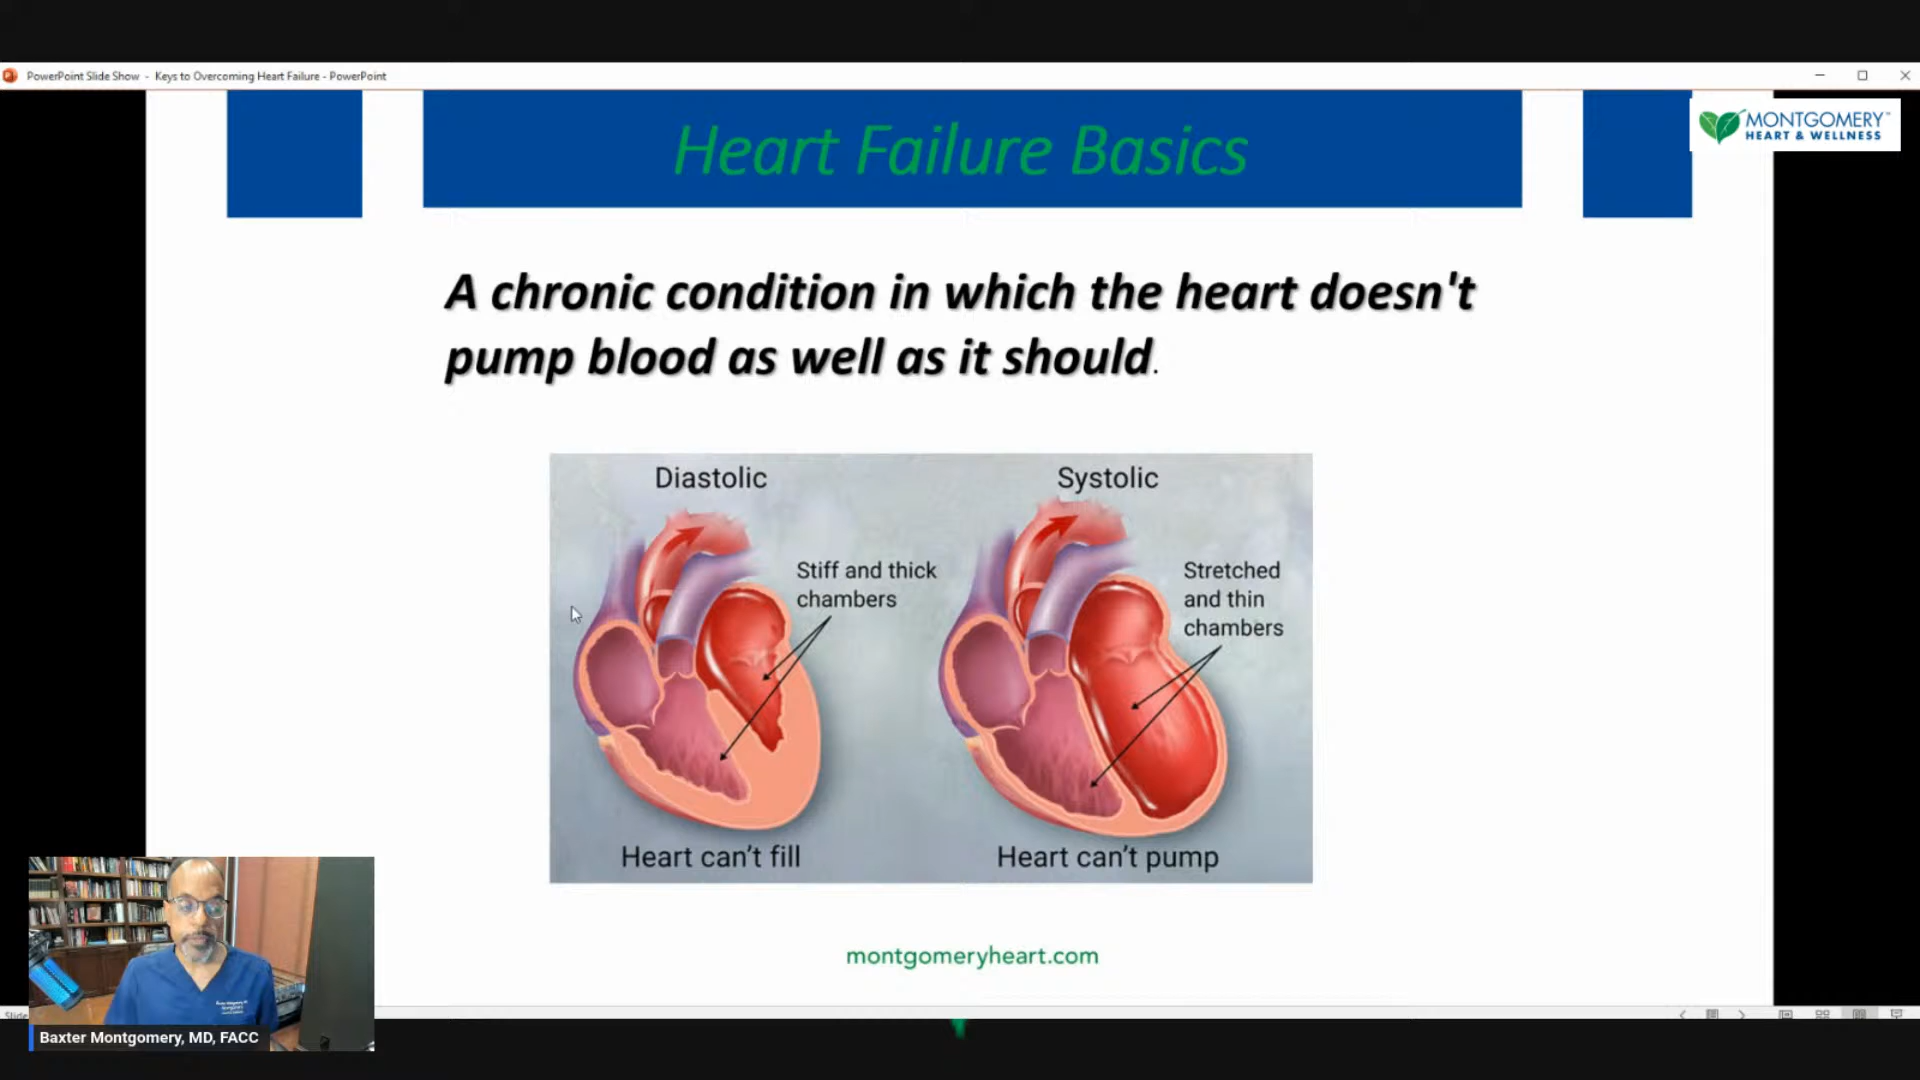 PowerPoint Slide Show - Keys to Overcoming Heart Failure - PowerPoint
MONTGOMERY™
HEART & WELLNESS
Heart Failure Basics
A chronic condition in which the heart doesn't
pump blood as well as it should.
Diastolic
Systolic
Stiff and thick
chambers
Stretched
and thin
chambers
Heart can't fill
Heart can't pump
montgomeryheart.com
Slide
Baxter Montgomery, MD, FACC